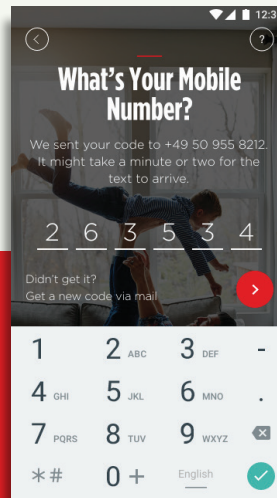 12:3
?
What's Your Mobile
Number?
We sent your code to +49 50 955 8212.
It might take a minute or two for the
text to arrive.
2 6 3 5 3 4
Didn't get it?
Get a new code via mail
1 2 ABC 3 DEF -
4 GHI 5 JKL 6 MNO .
7 PQRS 8 TUV 9 WXYZ
*# 0 + English